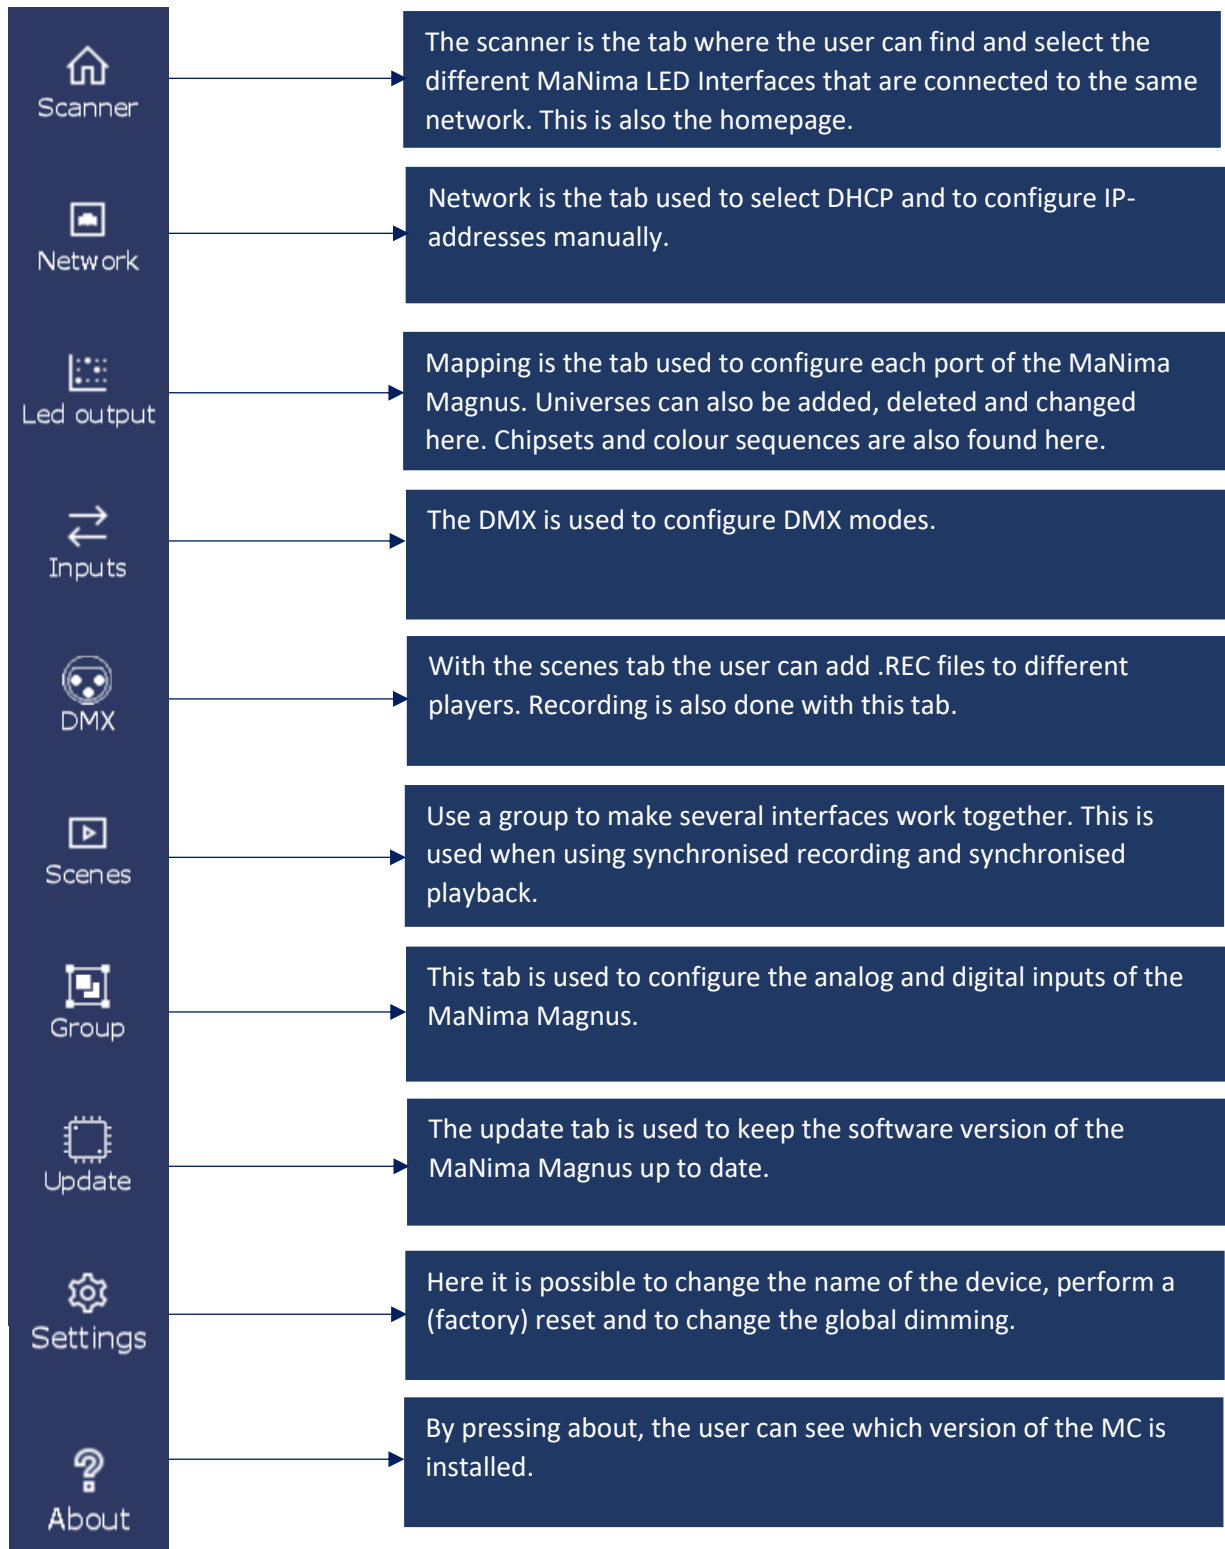 Scanner
The scanner is the tab where the user can find and select the
different MaNima LED Interfaces that are connected to the same
network. This is also the homepage.
Network
Network is the tab used to select DHCP and to configure IP-
addresses manually.
Led output
Mapping is the tab used to configure each port of the MaNima
Magnus. Universes can also be added, deleted and changed
here. Chipsets and colour sequences are also found here.
Inputs
The DMX is used to configure DMX modes.
DMX
With the scenes tab the user can add .REC files to different
players. Recording is also done with this tab.
Scenes
Use a group to make several interfaces work together. This is
used when using synchronised recording and synchronised
playback.
Group
This tab is used to configure the analog and digital inputs of the
MaNima Magnus.
Update
The update tab is used to keep the software version of the
MaNima Magnus up to date.
Settings
Here it is possible to change the name of the device, perform a
(factory) reset and to change the global dimming.
About
By pressing about, the user can see which version of the MC is
installed.